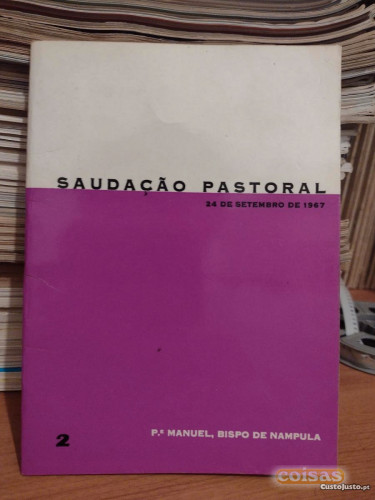 SAUDAÇÃO PASTORAL
24 DE SETEMBRO DE 1967
2
P.e MANUEL, BISPO DE NAMPULA
coisas
CustoJusto.pt